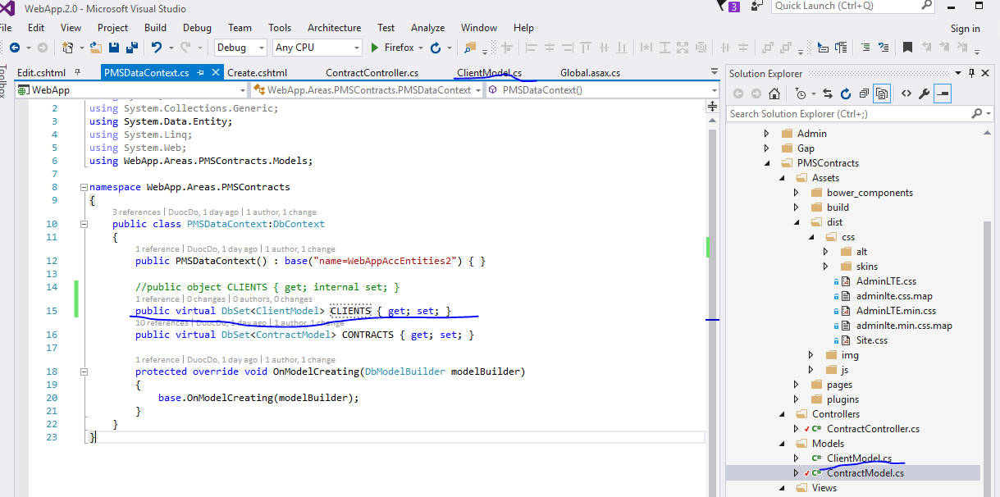 WebApp.2.0 - Microsoft Visual Studio
3
Quick Launch (Ctrl+Q)
File Edit View Project Build Debug Team Tools Architecture Test Analyze Window Help
Sign in
Debug Any CPU Firefox
Toolbox
Edit.cshtml PMSDataContext.cs Create.cshtml ContractController.cs ClientModel.cs Global.asax.cs
WebApp WebApp.Areas.PMSContracts.PMSDataContext PMSDataContext()
2 using System.Collections.Generic;
3 using System.Data.Entity;
4 using System.Linq;
5 using System.Web;
6 using WebApp.Areas.PMSContracts.Models;
7
8 namespace WebApp.Areas.PMSContracts
9 {
3 references | DuocDo, 1 day ago | 1 author, 1 change
10 public class PMSDataContext:DbContext
11 {
1 reference | DuocDo, 1 day ago | 1 author, 1 change
12 public PMSDataContext() : base("name=WebAppAccEntities2") { }
13
14 //public object CLIENTS { get; internal set; }
1 reference | 0 changes | 0 authors, 0 changes
15 public virtual DbSet<ClientModel> CLIENTS { get; set; }
10 references | DuocDo, 1 day ago | 1 author, 1 change
16 public virtual DbSet<ContractModel> CONTRACTS { get; set; }
17
1 reference | DuocDo, 1 day ago | 1 author, 1 change
18 protected override void OnModelCreating(DbModelBuilder modelBuilder)
19 {
20 base.OnModelCreating(modelBuilder);
21 }
22 }
23 }
Solution Explorer
Search Solution Explorer (Ctrl+;)
Admin
Gap
PMSContracts
Assets
bower_components
build
dist
css
alt
skins
AdminLTE.css
adminlte.css.map
AdminLTE.min.css
adminlte.min.css.map
Site.css
img
js
pages
plugins
Controllers
C# ContractController.cs
Models
C# ClientModel.cs
C# ContractModel.cs
Views